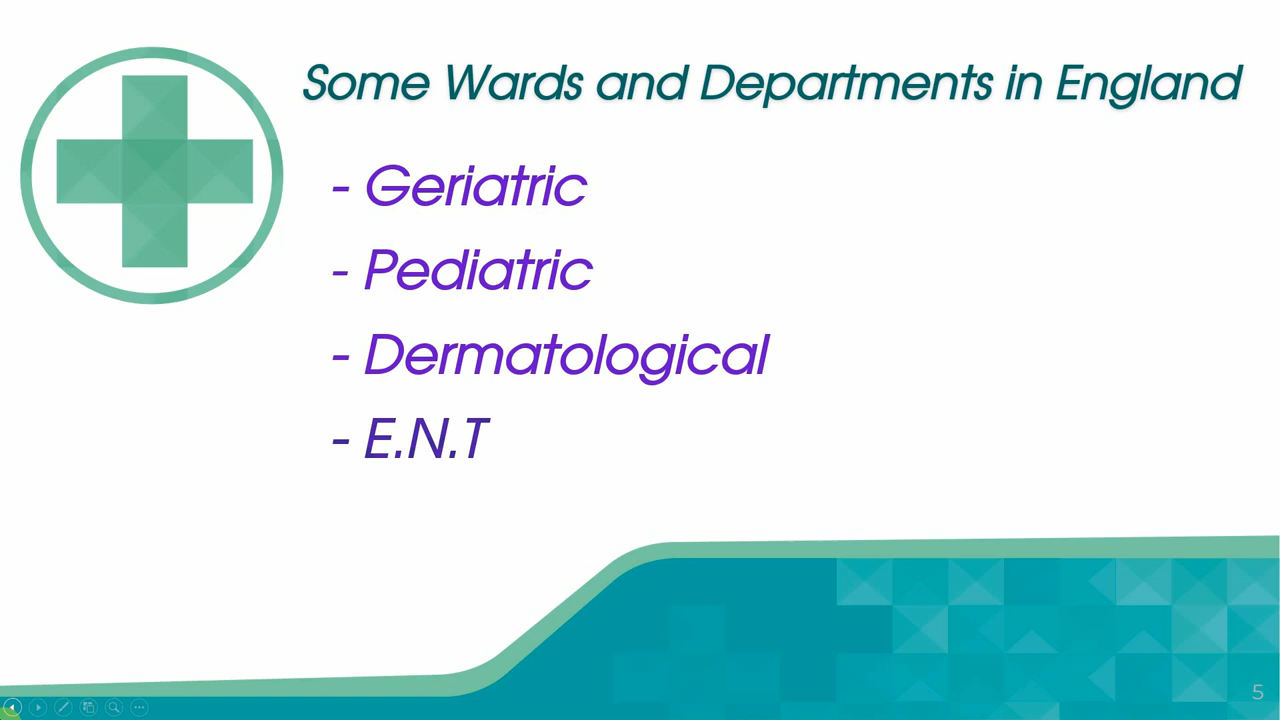 Some Wards and Departments in England
- Geriatric
- Pediatric
- Dermatological
- E.N.T
5